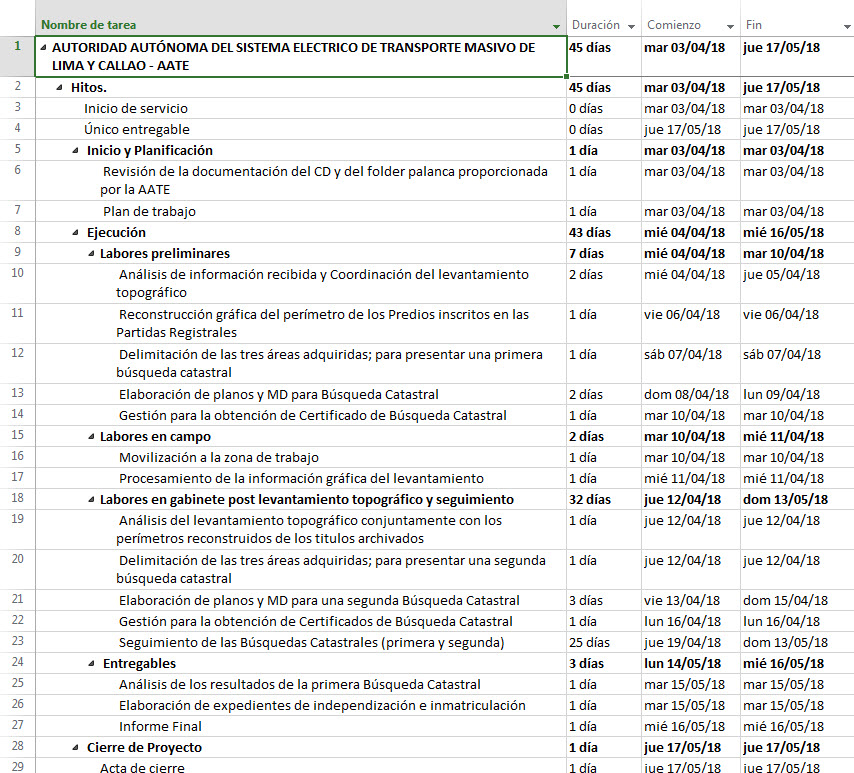 Nombre de tarea Duración Comienzo Fin
1 AUTORIDAD AUTÓNOMA DEL SISTEMA ELECTRICO DE TRANSPORTE MASIVO DE 45 días mar 03/04/18 jue 17/05/18
LIMA Y CALLAO - AATE
2 Hitos. 45 días mar 03/04/18 jue 17/05/18
3 Inicio de servicio 0 días mar 03/04/18 mar 03/04/18
4 Único entregable 0 días jue 17/05/18 jue 17/05/18
5 Inicio y Planificación 1 día mar 03/04/18 mar 03/04/18
6 Revisión de la documentación del CD y del folder palanca proporcionada 1 día mar 03/04/18 mar 03/04/18
por la AATE
7 Plan de trabajo 1 día mar 03/04/18 mar 03/04/18
8 Ejecución 43 días mié 04/04/18 mié 16/05/18
9 Labores preliminares 7 días mié 04/04/18 mar 10/04/18
10 Análisis de información recibida y Coordinación del levantamiento 2 días mié 04/04/18 jue 05/04/18
topográfico
11 Reconstrucción gráfica del perímetro de los Predios inscritos en las 1 día vie 06/04/18 vie 06/04/18
Partidas Registrales
12 Delimitación de las tres áreas adquiridas; para presentar una primera 1 día sáb 07/04/18 sáb 07/04/18
búsqueda catastral
13 Elaboración de planos y MD para Búsqueda Catastral 2 días dom 08/04/18 lun 09/04/18
14 Gestión para la obtención de Certificado de Búsqueda Catastral 1 día mar 10/04/18 mar 10/04/18
15 Labores en campo 2 días mar 10/04/18 mié 11/04/18
16 Movilización a la zona de trabajo 1 día mar 10/04/18 mar 10/04/18
17 Procesamiento de la información gráfica del levantamiento 1 día mié 11/04/18 mié 11/04/18
18 Labores en gabinete post levantamiento topográfico y seguimiento 32 días jue 12/04/18 dom 13/05/18
19 Análisis del levantamiento topográfico conjuntamente con los 1 día jue 12/04/18 jue 12/04/18
perímetros reconstruidos de los titulos archivados
20 Delimitación de las tres áreas adquiridas; para presentar una segunda 1 día jue 12/04/18 jue 12/04/18
búsqueda catastral
21 Elaboración de planos y MD para una segunda Búsqueda Catastral 3 días vie 13/04/18 dom 15/04/18
22 Gestión para la obtención de Certificados de Búsqueda Catastral 1 día lun 16/04/18 lun 16/04/18
23 Seguimiento de las Búsquedas Catastrales (primera y segunda) 25 días jue 19/04/18 dom 13/05/18
24 Entregables 3 días lun 14/05/18 mié 16/05/18
25 Análisis de los resultados de la primera Búsqueda Catastral 1 día mar 15/05/18 mar 15/05/18
26 Elaboración de expedientes de independización e inmatriculación 1 día mar 15/05/18 mar 15/05/18
27 Informe Final 1 día mié 16/05/18 mié 16/05/18
28 Cierre de Proyecto 1 día jue 17/05/18 jue 17/05/18
29 Acta de cierre 1 día jue 17/05/18 jue 17/05/18